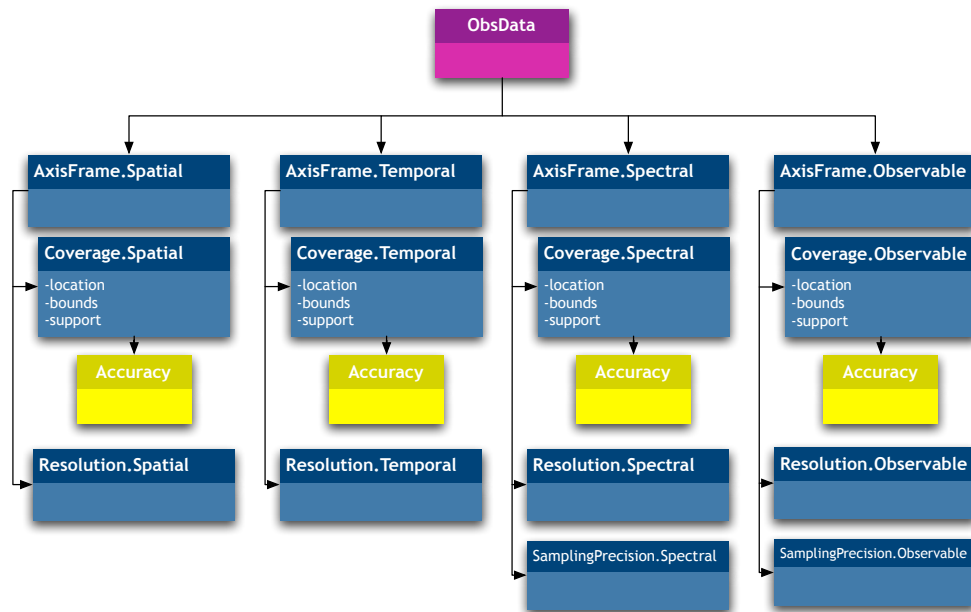 ObsData
AxisFrame.Spatial
AxisFrame.Temporal
AxisFrame.Spectral
AxisFrame.Observable
Coverage.Spatial
-location
-bounds
-support
Coverage.Temporal
-location
-bounds
-support
Coverage.Spectral
-location
-bounds
-support
Coverage.Observable
-location
-bounds
-support
Accuracy
Accuracy
Accuracy
Accuracy
Resolution.Spatial
Resolution.Temporal
Resolution.Spectral
Resolution.Observable
SamplingPrecision.Spectral
SamplingPrecision.Observable